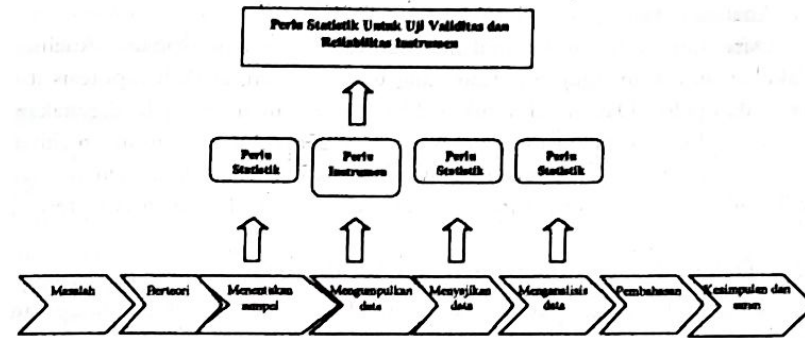 Perlu Statistik Untuk Uji Validitas dan
Reliabilitas Instrumen
Perlu
Statistik
Perlu
Instrumen
Perlu
Statistik
Perlu
Statistik
Masalah
Berteori
Menentukan
sampel
Mengumpulkan
data
Menyajikan
data
Menganalisis
data
Pembahasan
Kesimpulan dan
saran